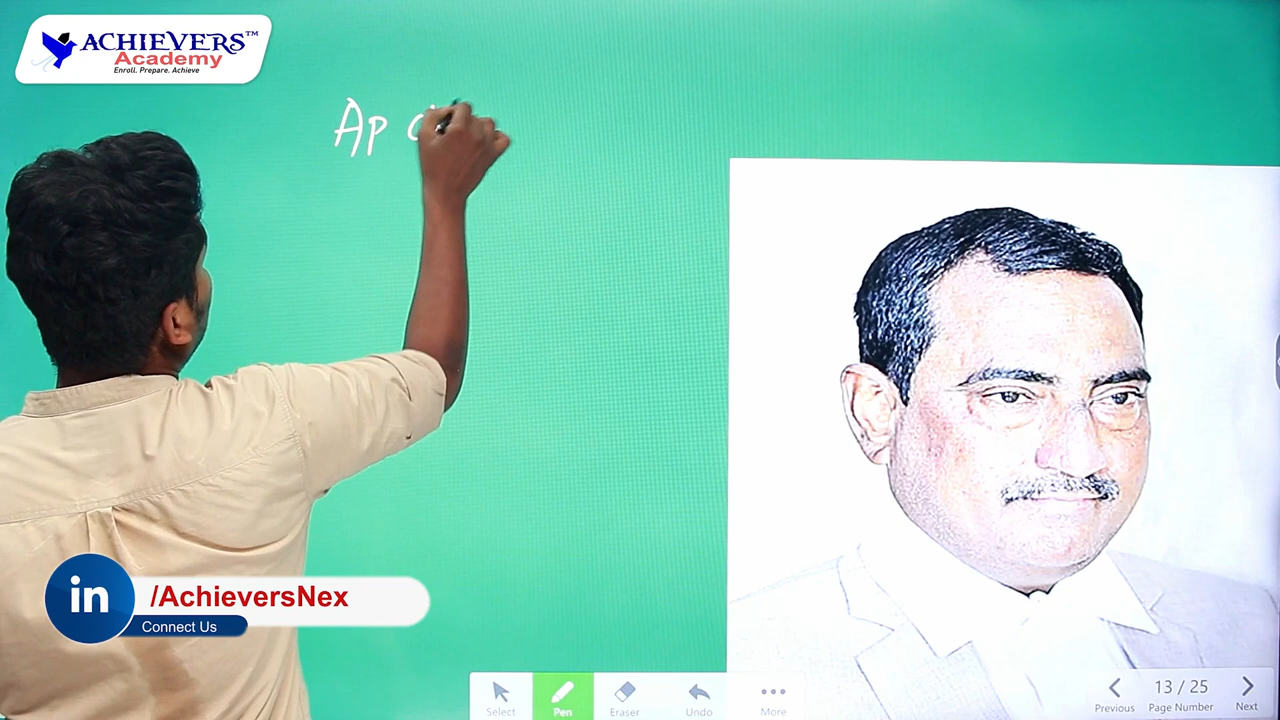 ACHIEVERS™
Academy
Enroll. Prepare. Achieve
Ap
in
/AchieversNex
Connect Us
Select
Pen
Eraser
Undo
More
Previous
13 / 25
Page Number
Next